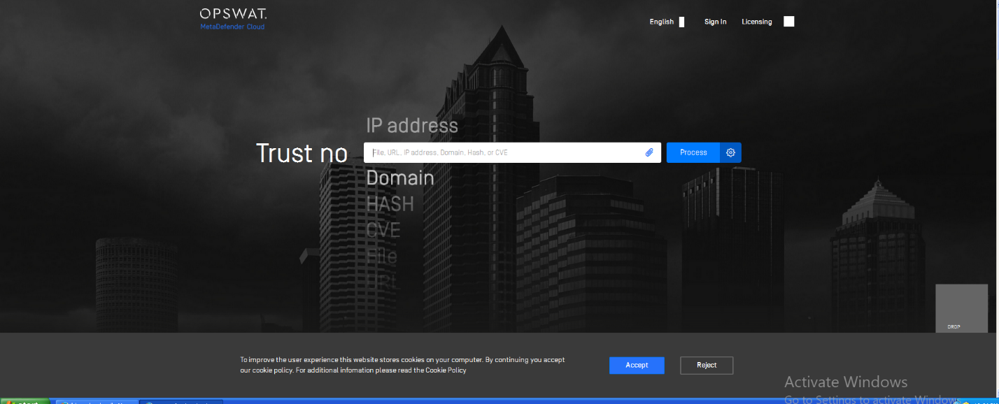 OPSWAT.
MetaDefender Cloud
English Sign In Licensing
IP address
Trust no
File, URL, IP address, Domain, Hash, or CVE
Process
Domain
HASH
CVE
File
URL
DROP
To improve the user experience this website stores cookies on your computer. By continuing you accept
our cookie policy. For additional infomation please read the Cookie Policy
Accept Reject
Activate Windows
Go to Settings to activate Windows
start